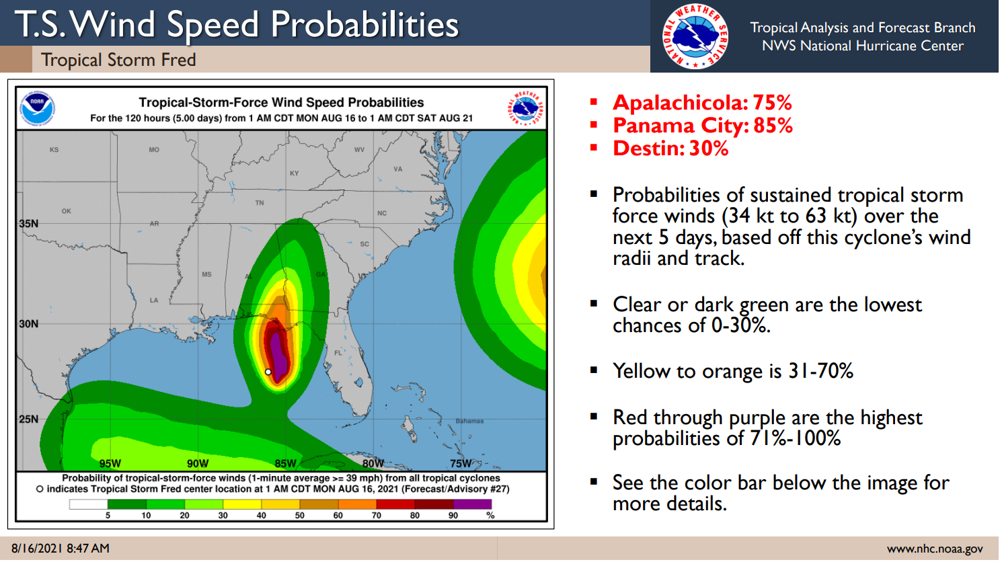 T.S. Wind Speed Probabilities
Tropical Storm Fred
NATIONAL WEATHER SERVICE
Tropical Analysis and Forecast Branch
NWS National Hurricane Center
NOAA
Tropical-Storm-Force Wind Speed Probabilities
For the 120 hours (5.00 days) from 1 AM CDT MON AUG 16 to 1 AM CDT SAT AUG 21
NATIONAL WEATHER SERVICE
KS
MO
WV
VA
KY
OK
TN
NC
AR
35N
SC
MS
AL
GA
LA
30N
FL
25N
Bahamas
95W
90W
85W
80W
75W
Probability of tropical-storm-force winds (1-minute average >= 39 mph) from all tropical cyclones
O indicates Tropical Storm Fred center location at 1 AM CDT MON AUG 16, 2021 (Forecast/Advisory #27)
5 10 20 30 40 50 60 70 80 90 %
▪ Apalachicola: 75%
▪ Panama City: 85%
▪ Destin: 30%
▪ Probabilities of sustained tropical storm
force winds (34 kt to 63 kt) over the
next 5 days, based off this cyclone's wind
radii and track.
▪ Clear or dark green are the lowest
chances of 0-30%.
▪ Yellow to orange is 31-70%
▪ Red through purple are the highest
probabilities of 71%-100%
▪ See the color bar below the image for
more details.
8/16/2021 8:47 AM
www.nhc.noaa.gov